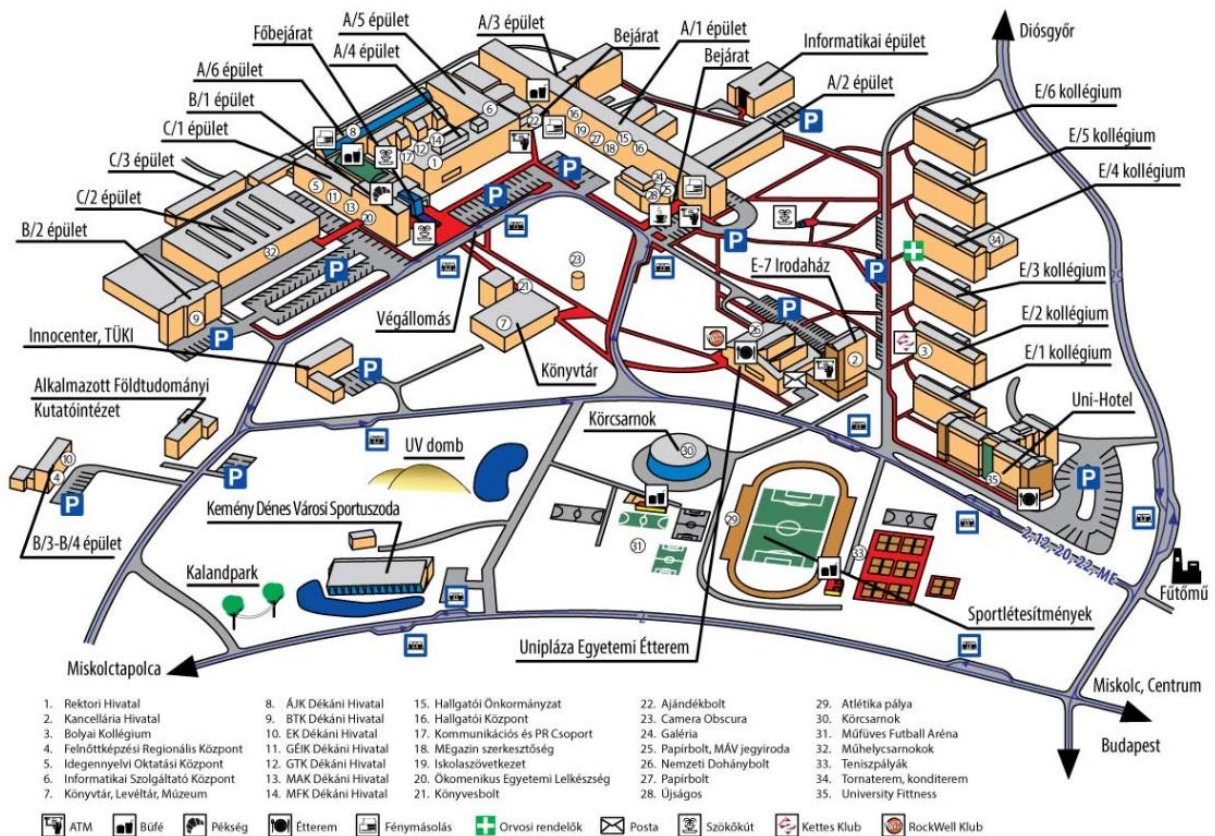 Diósgyőr
A/5 épület
A/3 épület
A/1 épület
Főbejárat
A/4 épület
Bejárat
Informatikai épület
A/6 épület
Bejárat
A/2 épület
B/1 épület
E/6 kollégium
C/1 épület
E/5 kollégium
C/3 épület
E/4 kollégium
C/2 épület
B/2 épület
E-7 Irodaház
E/3 kollégium
Végállomás
E/2 kollégium
Innocenter, TÜKI
E/1 kollégium
Könyvtár
Alkalmazott Földtudományi
Kutatóintézet
Uni-Hotel
Körcsarnok
UV domb
Kemény Dénes Városi Sportuszoda
B/3-B/4 épület
2, 12, 20, 22, ME
Kalandpark
Fűtőmű
Sportlétesítmények
Unipláza Egyetemi Étterem
2
Miskolctapolca
Miskolc, Centrum
Budapest
1. Rektori Hivatal
2. Kancellária Hivatal
3. Bolyai Kollégium
4. Felnőttképzési Regionális Központ
5. Idegennyelvi Oktatási Központ
6. Informatikai Szolgáltató Központ
7. Könyvtár, Levéltár, Múzeum
8. ÁJK Dékáni Hivatal
9. BTK Dékáni Hivatal
10. EK Dékáni Hivatal
11. GÉIK Dékáni Hivatal
12. GTK Dékáni Hivatal
13. MAK Dékáni Hivatal
14. MFK Dékáni Hivatal
15. Hallgatói Önkormányzat
16. Hallgatói Központ
17. Kommunikációs és PR Csoport
18. MEgazin szerkesztőség
19. Iskolaszövetkezet
20. Ökomenikus Egyetemi Lelkészség
21. Könyvesbolt
22. Ajándékbolt
23. Camera Obscura
24. Galéria
25. Papírbolt, MÁV jegyiroda
26. Nemzeti Dohánybolt
27. Papírbolt
28. Újságos
29. Atlétika pálya
30. Körcsarnok
31. Műfüves Futball Aréna
32. Műhelycsarnokok
33. Teniszpályák
34. Tornaterem, konditerem
35. University Fittness
ATM
Büfé
Pékség
Étterem
Fénymásolás
Orvosi rendelők
Posta
Szökőkút
Kettes Klub
RockWell Klub